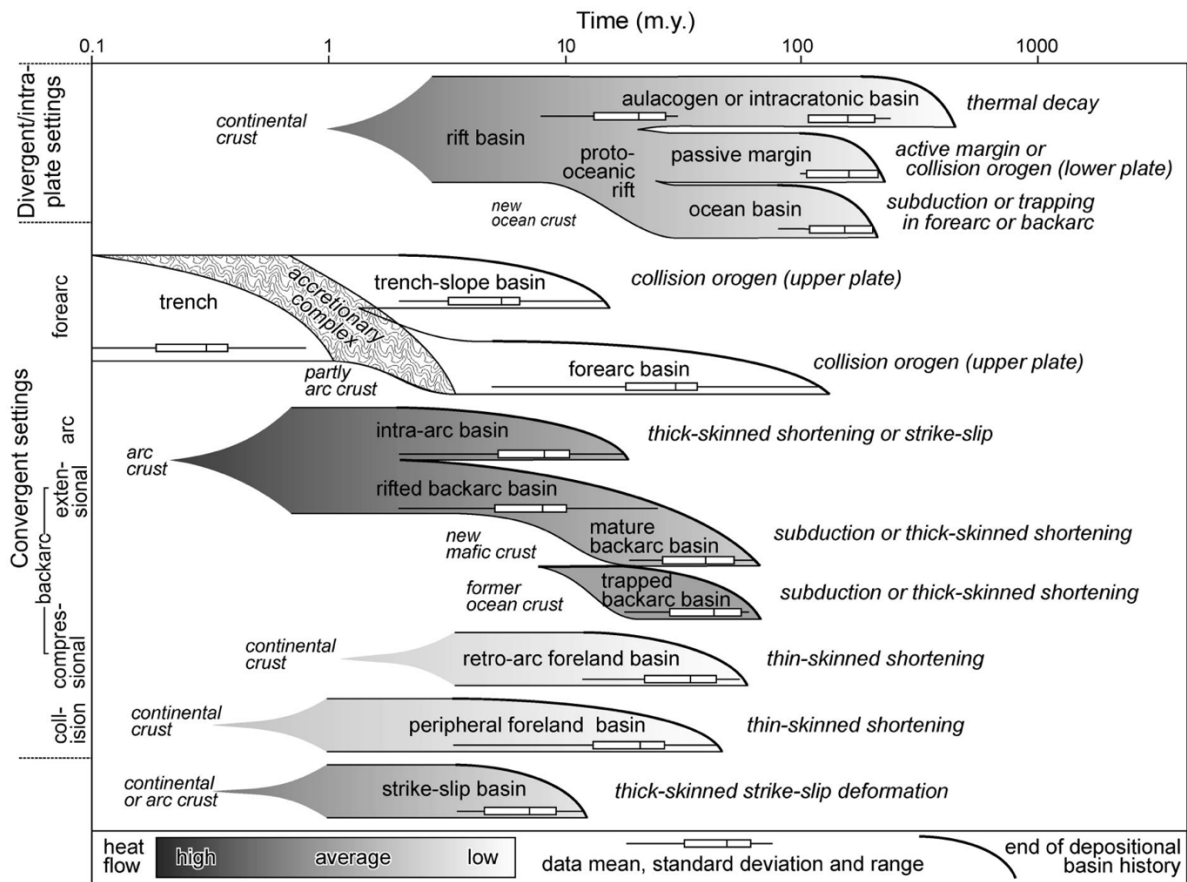 Time (m.y.)
0.1
1
10
100
1000
Divergent/intra-
plate settings
continental
crust
rift basin
proto-
oceanic
rift
new
ocean crust
aulacogen or intracratonic basin
thermal decay
passive margin
active margin or
collision orogen (lower plate)
ocean basin
subduction or trapping
in forearc or backarc
Convergent settings
forearc
trench
accretionary
complex
partly
arc crust
trench-slope basin
collision orogen (upper plate)
forearc basin
collision orogen (upper plate)
arc
arc
crust
intra-arc basin
thick-skinned shortening or strike-slip
backarc
exten-
sional
rifted backarc basin
new
mafic crust
mature
backarc basin
subduction or thick-skinned shortening
former
ocean crust
trapped
backarc basin
subduction or thick-skinned shortening
compres-
sional
continental
crust
retro-arc foreland basin
thin-skinned shortening
coll-
ision
continental
crust
peripheral foreland basin
thin-skinned shortening
continental
or arc crust
strike-slip basin
thick-skinned strike-slip deformation
heat
flow
high
average
low
data mean, standard deviation and range
end of depositional
basin history